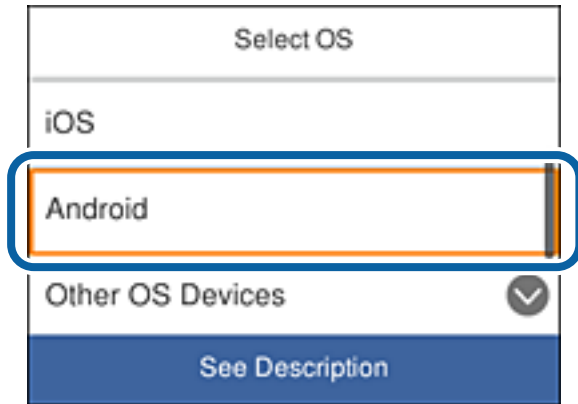 Select OS
iOS
Android
Other OS Devices
See Description